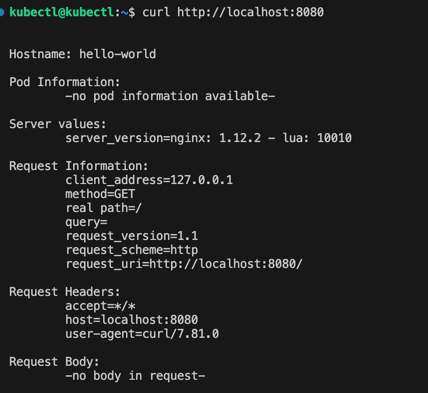 kubectl@kubectl:~$ curl http://localhost:8080
Hostname: hello-world
Pod Information:
-no pod information available-
Server values:
server_version=nginx: 1.12.2 - lua: 10010
Request Information:
client_address=127.0.0.1
method=GET
real path=/
query=
request_version=1.1
request_scheme=http
request_uri=http://localhost:8080/
Request Headers:
accept=*/*
host=localhost:8080
user-agent=curl/7.81.0
Request Body:
-no body in request-